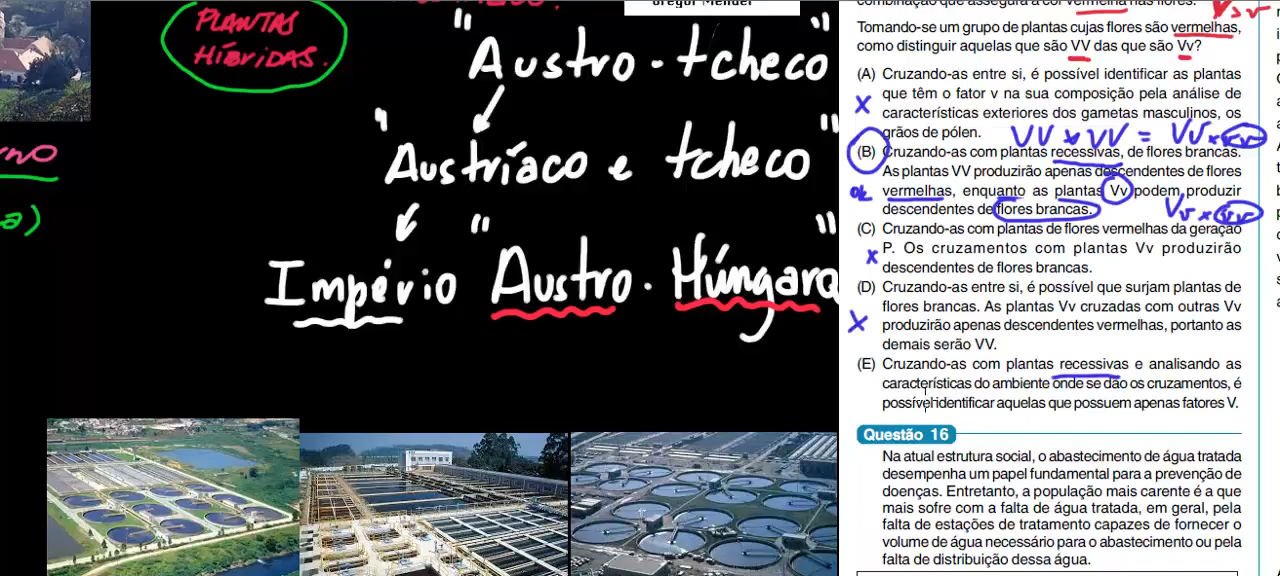 Gregor Mendel
PLANTAS
HÍBRIDAS.
"Austro-tcheco"
"Austríaco e tcheco"
Império "Austro-Húngaro"
a)
combinação que assegura a cor vermelha nas flores.
Tomando-se um grupo de plantas cujas flores são vermelhas,
como distinguir aquelas que são VV das que são Vv?
(A) Cruzando-as entre si, é possível identificar as plantas
que têm o fator v na sua composição pela análise de
características exteriores dos gametas masculinos, os
grãos de pólen.
X
(B) Cruzando-as com plantas recessivas, de flores brancas.
As plantas VV produzirão apenas descendentes de flores
vermelhas, enquanto as plantas Vv podem produzir
descendentes de flores brancas.
ok
(C) Cruzando-as com plantas de flores vermelhas da geração
P. Os cruzamentos com plantas Vv produzirão
descendentes de flores brancas.
x
(D) Cruzando-as entre si, é possível que surjam plantas de
flores brancas. As plantas Vv cruzadas com outras Vv
produzirão apenas descendentes vermelhas, portanto as
demais serão VV.
X
(E) Cruzando-as com plantas recessivas e analisando as
características do ambiente onde se dão os cruzamentos, é
possível identificar aquelas que possuem apenas fatores V.
Questão 16
Na atual estrutura social, o abastecimento de água tratada
desempenha um papel fundamental para a prevenção de
doenças. Entretanto, a população mais carente é a que
mais sofre com a falta de água tratada, em geral, pela
falta de estações de tratamento capazes de fornecer o
volume de água necessário para o abastecimento ou pela
falta de distribuição dessa água.